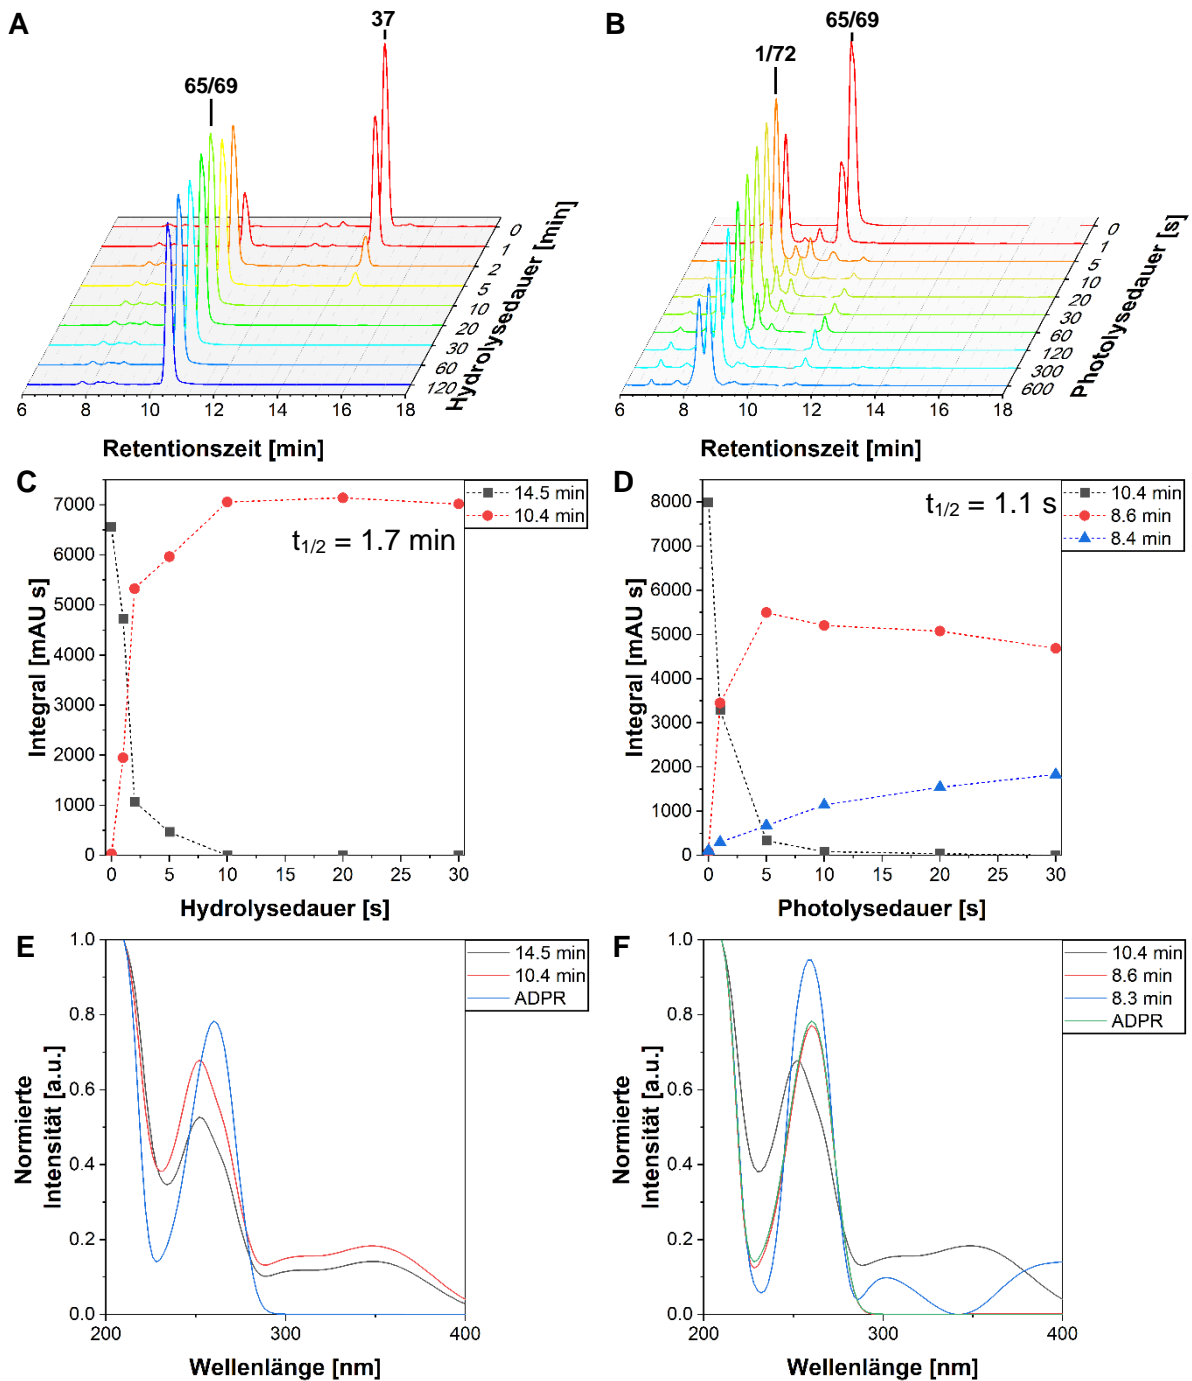 A
37
65/69
0
1
2
5
10
20
30
60
120
Hydrolysedauer [min]
6
8
10
12
14
16
18
Retentionszeit [min]
B
65/69
1/72
0
1
5
10
20
30
60
120
300
600
Photolysedauer [s]
6
8
10
12
14
16
18
Retentionszeit [min]
C
14.5 min
10.4 min
t1/2 = 1.7 min
7000
6000
5000
4000
3000
2000
1000
0
Integral [mAU s]
0
5
10
15
20
25
30
Hydrolysedauer [s]
D
10.4 min
8.6 min
8.4 min
t1/2 = 1.1 s
8000
7000
6000
5000
4000
3000
2000
1000
0
Integral [mAU s]
0
5
10
15
20
25
30
Photolysedauer [s]
E
14.5 min
10.4 min
ADPR
1.0
0.8
0.6
0.4
0.2
0.0
Normierte
Intensität [a.u.]
200
300
400
Wellenlänge [nm]
F
10.4 min
8.6 min
8.3 min
ADPR
1.0
0.8
0.6
0.4
0.2
0.0
Normierte
Intensität [a.u.]
200
300
400
Wellenlänge [nm]